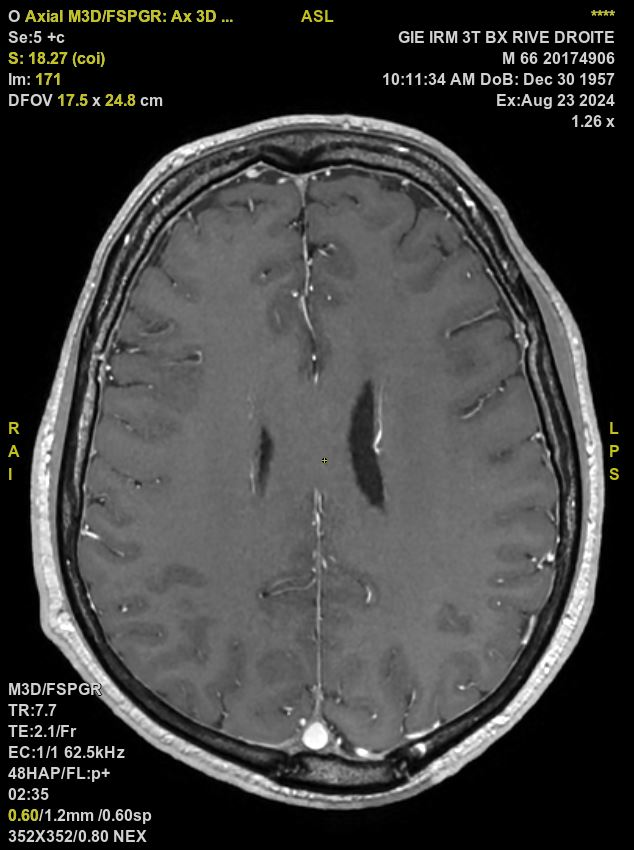 O Axial M3D/FSPGR: Ax 3D ...
ASL
****
Se:5 +c
GIE IRM 3T BX RIVE DROITE
S: 18.27 (coi)
M 66 20174906
Im: 171
10:11:34 AM DoB: Dec 30 1957
DFOV 17.5 x 24.8 cm
Ex:Aug 23 2024
1.26 x
R
A
I
L
P
S
M3D/FSPGR
TR:7.7
TE:2.1/Fr
EC:1/1 62.5kHz
48HAP/FL:p+
02:35
0.60/1.2mm /0.60sp
352X352/0.80 NEX